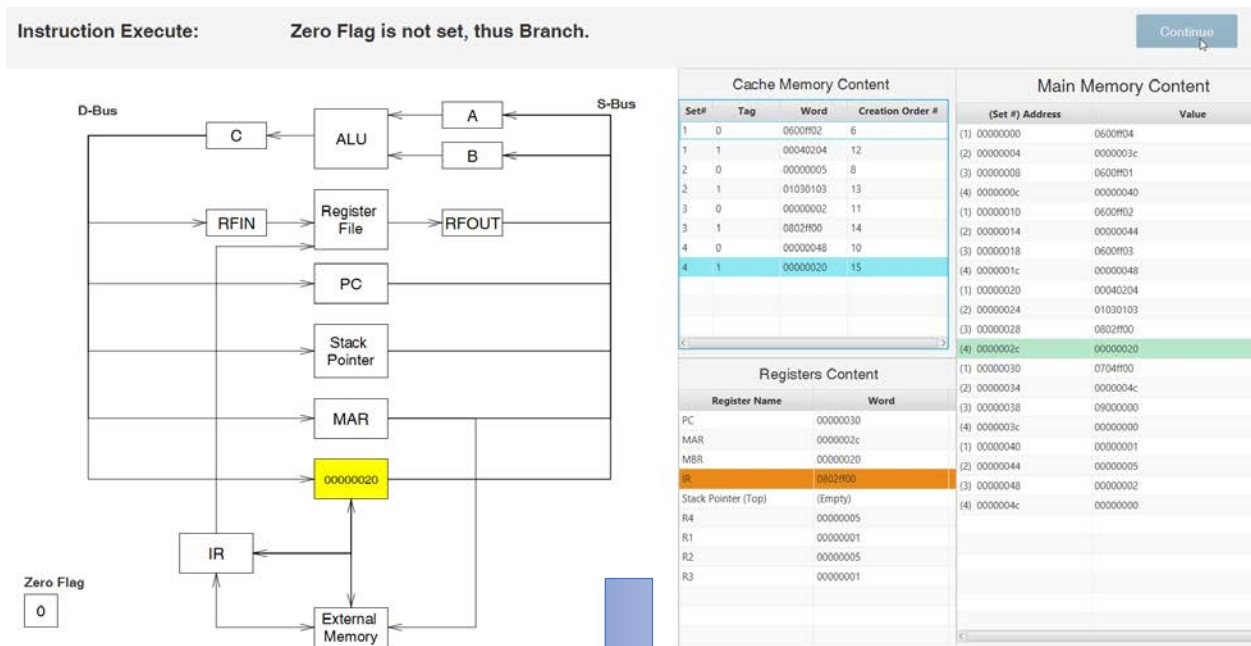 Instruction Execute: Zero Flag is not set, thus Branch.
Continue
D-Bus
S-Bus
A
B
C
ALU
RFIN
Register
File
RFOUT
PC
Stack
Pointer
MAR
00000020
IR
Zero Flag
0
External
Memory
Cache Memory Content
Set# Tag Word Creation Order #
1 0 0600ff02 6
1 1 00040204 12
2 0 00000005 8
2 1 01030103 13
3 0 00000002 11
3 1 0802ff00 14
4 0 00000048 10
4 1 00000020 15
Registers Content
Register Name Word
PC 00000030
MAR 0000002c
MBR 00000020
IR 0802ff00
Stack Pointer (Top) (Empty)
R4 00000005
R1 00000001
R2 00000005
R3 00000001
Main Memory Content
(Set #) Address Value
(1) 00000000 0600ff04
(2) 00000004 0000003c
(3) 00000008 0600ff01
(4) 0000000c 00000040
(1) 00000010 0600ff02
(2) 00000014 00000044
(3) 00000018 0600ff03
(4) 0000001c 00000048
(1) 00000020 00040204
(2) 00000024 01030103
(3) 00000028 0802ff00
(4) 0000002c 00000020
(1) 00000030 0704ff00
(2) 00000034 0000004c
(3) 00000038 09000000
(4) 0000003c 00000000
(1) 00000040 00000001
(2) 00000044 00000005
(3) 00000048 00000002
(4) 0000004c 00000000